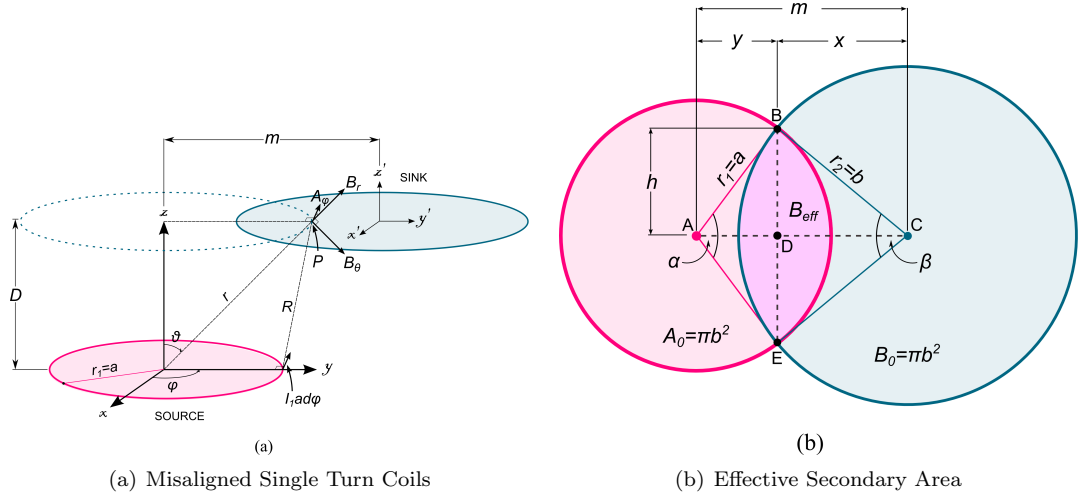 m
z'
SINK
B_r
A_φ
y'
x'
z
P
B_θ
D
r
R
ϑ
r₁=a
φ
y
x
I₁adφ
SOURCE
(a)
(a) Misaligned Single Turn Coils
m
y
x
B
r₁=a
r₂=b
h
B_eff
A
D
C
α
β
A₀=πb²
B₀=πb²
E
(b)
(b) Effective Secondary Area